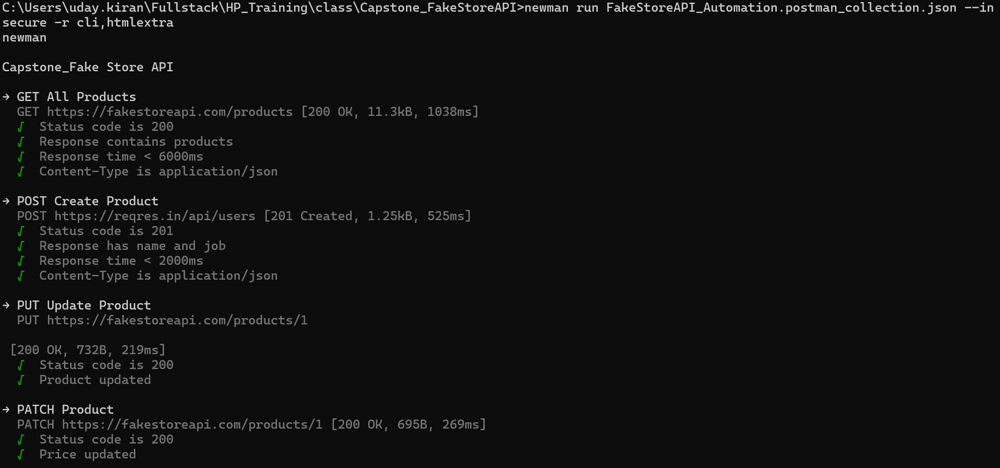 C:\Users\uday.kiran\Fullstack\HP_Training\class\Capstone_FakeStoreAPI>newman run FakeStoreAPI_Automation.postman_collection.json --in
secure -r cli,htmlextra
newman
Capstone_Fake Store API
→ GET All Products
GET https://fakestoreapi.com/products [200 OK, 11.3kB, 1038ms]
√ Status code is 200
√ Response contains products
√ Response time < 6000ms
√ Content-Type is application/json
→ POST Create Product
POST https://reqres.in/api/users [201 Created, 1.25kB, 525ms]
√ Status code is 201
√ Response has name and job
√ Response time < 2000ms
√ Content-Type is application/json
→ PUT Update Product
PUT https://fakestoreapi.com/products/1
[200 OK, 732B, 219ms]
√ Status code is 200
√ Product updated
→ PATCH Product
PATCH https://fakestoreapi.com/products/1 [200 OK, 695B, 269ms]
√ Status code is 200
√ Price updated